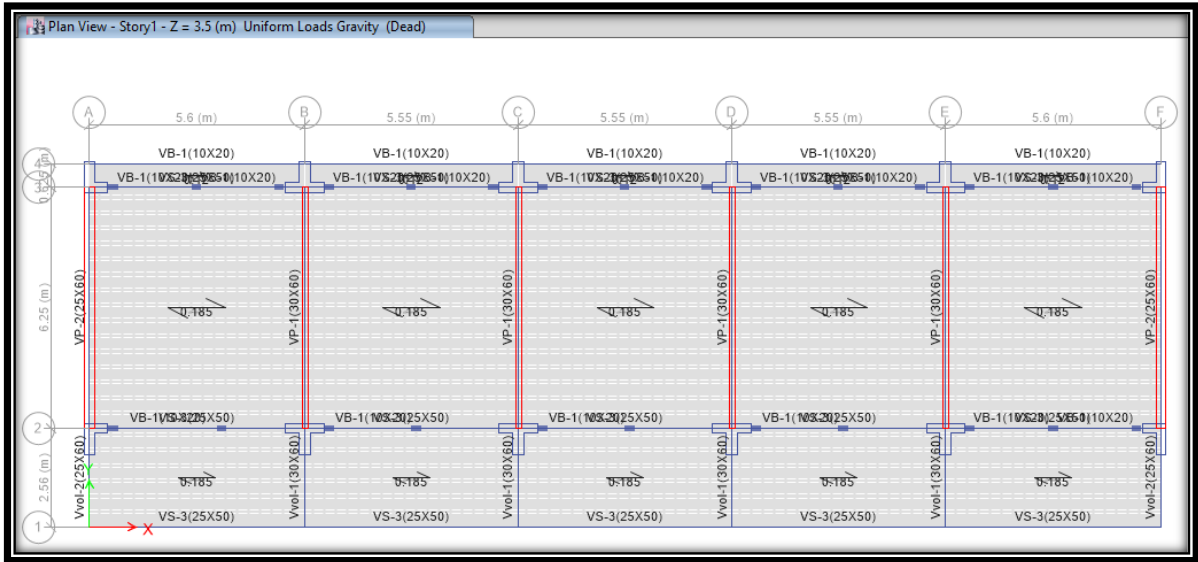 Plan View - Story1 - Z = 3.5 (m) Uniform Loads Gravity (Dead)
A B C D E F
5.6 (m) 5.55 (m) 5.55 (m) 5.55 (m) 5.6 (m)
VB-1(10X20) VB-1(10X20) VB-1(10X20) VB-1(10X20) VB-1(10X20)
4
3
6.25 (m)
VP-2(25X60) VP-1(30X60) VP-1(30X60) VP-1(30X60) VP-1(30X60) VP-2(25X60)
0.185 0.185 0.185 0.185 0.185
2
2.56 (m)
Vvol-2(25X60) Vvol-1(30X60) Vvol-1(30X60) Vvol-1(30X60) Vvol-1(30X60) Vvol-2(25X60)
0.185 0.185 0.185 0.185 0.185
Y
VS-3(25X50) VS-3(25X50) VS-3(25X50) VS-3(25X50) VS-3(25X50)
1
X